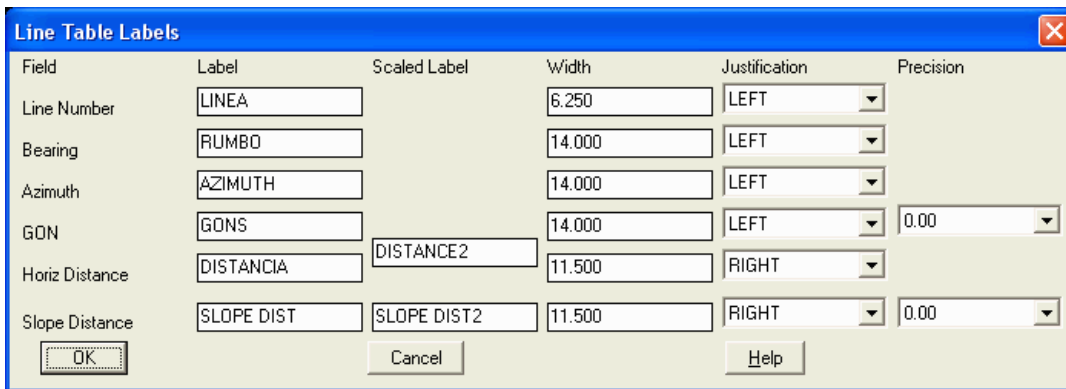 Line Table Labels
Field Label Scaled Label Width Justification Precision
Line Number LINEA 6.250 LEFT
Bearing RUMBO 14.000 LEFT
Azimuth AZIMUTH 14.000 LEFT
GON GONS 14.000 LEFT 0.00
Horiz Distance DISTANCIA DISTANCE2 11.500 RIGHT
Slope Distance SLOPE DIST SLOPE DIST2 11.500 RIGHT 0.00
OK Cancel Help